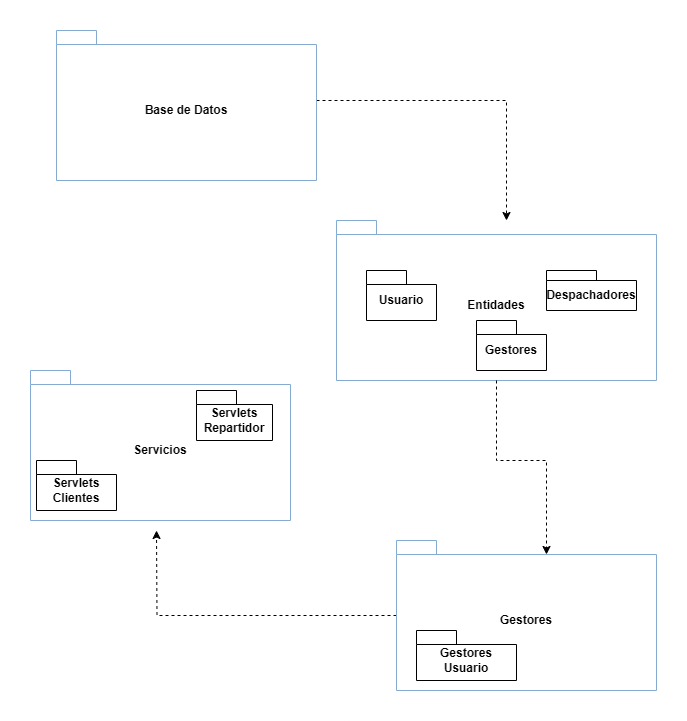 Base de Datos
Usuario
Entidades
Despachadores
Gestores
Servlets
Repartidor
Servicios
Servlets
Clientes
Gestores
Gestores
Usuario